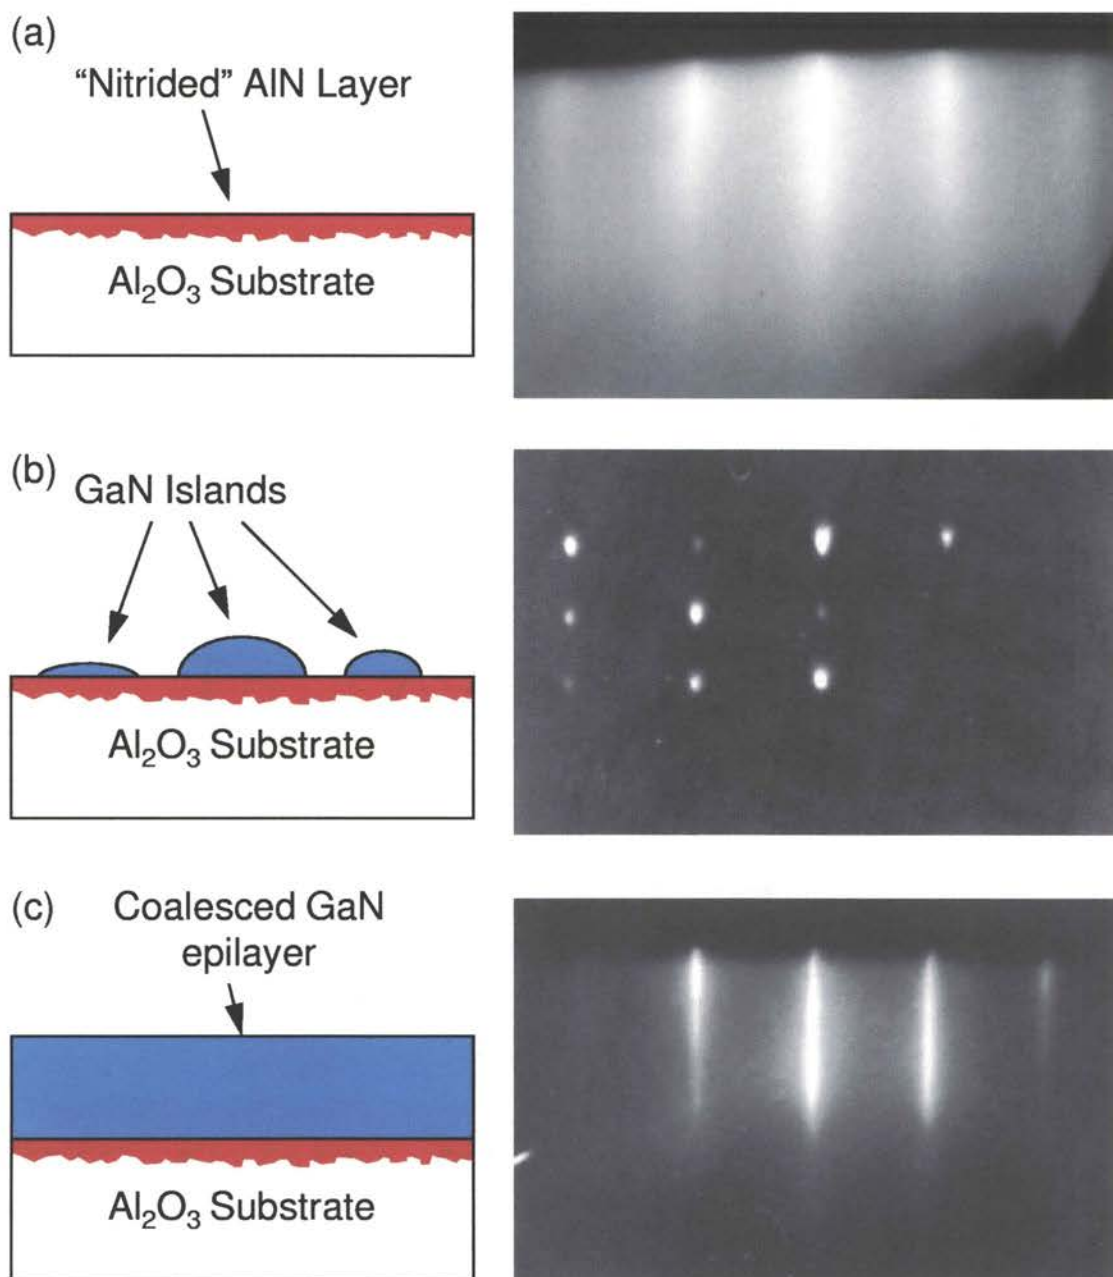 (a)
“Nitrided” AlN Layer
Al₂O₃ Substrate
(b)
GaN Islands
Al₂O₃ Substrate
(c)
Coalesced GaN
epilayer
Al₂O₃ Substrate